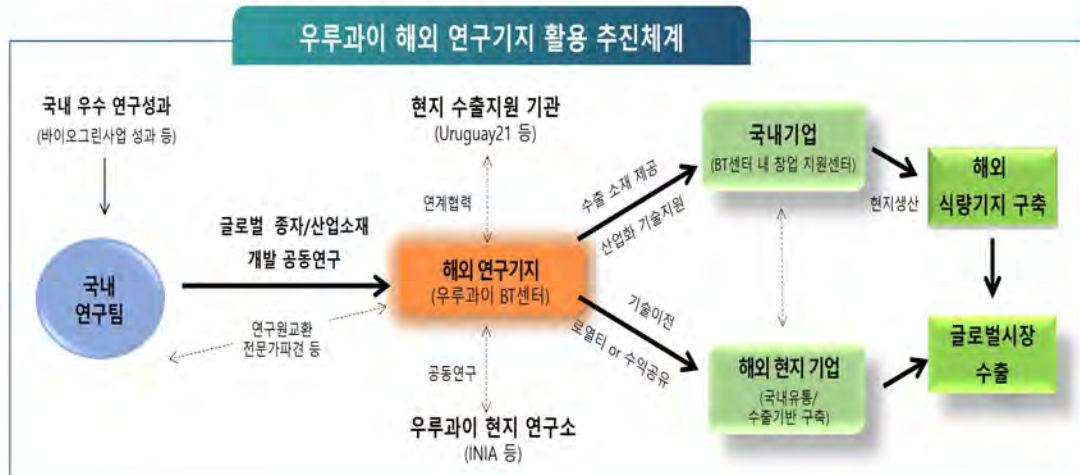 우루과이 해외 연구기지 활용 추진체계
국내 우수 연구성과
(바이오그린사업 성과 등)
국내
연구팀
글로벌 종자/산업소재
개발 공동연구
연구원교환
전문가파견 등
현지 수출지원 기관
(Uruguay21 등)
연계협력
해외 연구기지
(우루과이 BT센터)
공동연구
우루과이 현지 연구소
(INIA 등)
수출 소재 제공
산업화 기술지원
기술이전
로열티 or 수익공유
국내기업
(BT센터 내 창업 지원센터)
해외 현지 기업
(국내유통/
수출기반 구축)
현지생산
해외
식량기지 구축
글로벌시장
수출